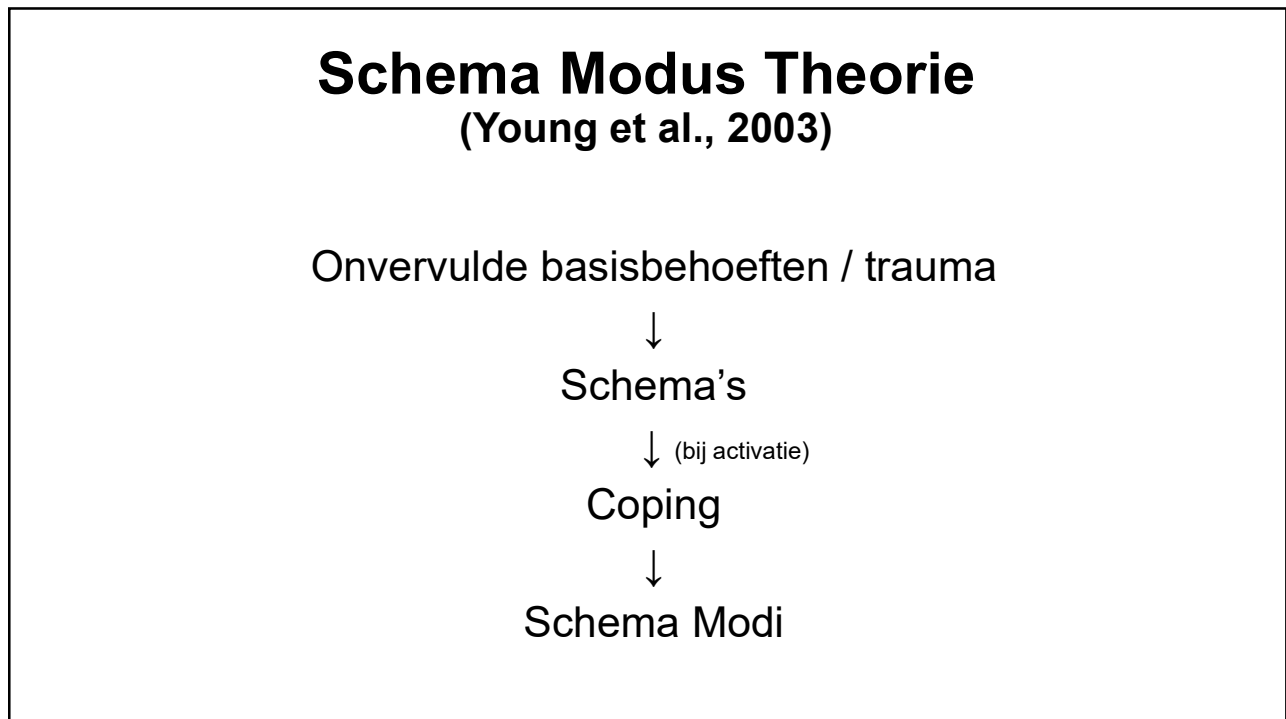 Schema Modus Theorie
(Young et al., 2003)
Onvervulde basisbehoeften / trauma
↓
Schema’s
↓ (bij activatie)
Coping
↓
Schema Modi